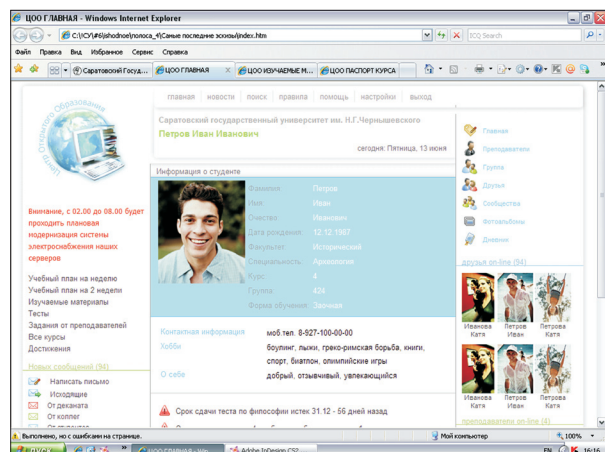 ЦОО ГЛАВНАЯ - Windows Internet Explorer
C:\ICY\#6\ishodnoe\полоса_4\Самые последние эскизы\index.htm
ICQ Search
Файл Правка Вид Избранное Сервис Справка
Саратовский Госуд...
ЦОО ГЛАВНАЯ
ЦОО ИЗУЧАЕМЫЕ М...
ЦОО ПАСПОРТ КУРСА
Центр Открытого Образования
главная новости поиск правила помощь настройки выход
Саратовский государственный университет им. Н.Г.Чернышевского
Петров Иван Иванович
сегодня: Пятница, 13 июня
Внимание, с 02.00 до 08.00 будет
проходить плановая
модернизация системы
электроснабжения наших
серверов
Учебный план на неделю
Учебный план на 2 недели
Изучаемые материалы
Тесты
Задания от преподавателей
Все курсы
Достижения
Новых сообщений (94)
Написать письмо
Исходящие
От деканата
От коллег
Информация о студенте
Фамилия Петров
Имя Иван
Очество Иванович
Дата рождения 12.12.1987
Факультет Исторический
Специальность Археология
Курс 4
Группа 424
Форма обучения Заочная
Контактная информация моб.тел. 8-927-100-00-00
Хобби боулинг, лыжи, греко-римская борьба, книги,
спорт, биатлон, олимпийские игры
О себе добрый, отзывчивый, увлекающийся
Срок сдачи теста по философии истек 31.12 - 56 дней назад
Главная
Преподаватели
Группа
Друзья
Сообщества
Фотоальбомы
Дневник
друзья on-line (94)
Иванова Петров Петрова
Катя Иван Катя
Иванова Петров Петрова
Катя Иван Катя
преподаватели on-line (4)
Выполнено, но с ошибками на странице.
Мой компьютер
100%
ПУСК
ЦОО ГЛАВНАЯ - Win...
Adobe InDesign CS2...
EN
16:16